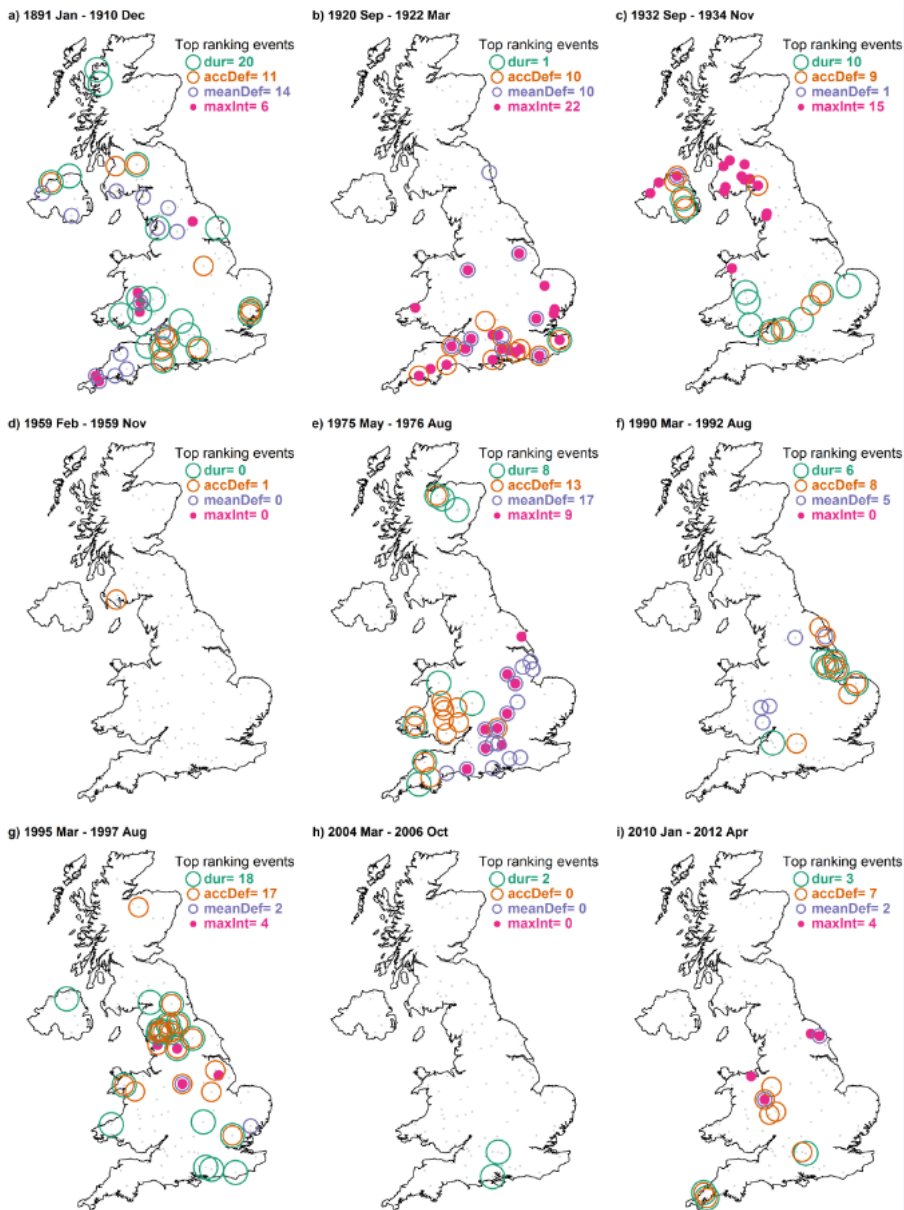 a) 1891 Jan - 1910 Dec
Top ranking events
dur= 20
accDef= 11
meanDef= 14
maxInt= 6
b) 1920 Sep - 1922 Mar
Top ranking events
dur= 1
accDef= 10
meanDef= 10
maxInt= 22
c) 1932 Sep - 1934 Nov
Top ranking events
dur= 10
accDef= 9
meanDef= 1
maxInt= 15
d) 1959 Feb - 1959 Nov
Top ranking events
dur= 0
accDef= 1
meanDef= 0
maxInt= 0
e) 1975 May - 1976 Aug
Top ranking events
dur= 8
accDef= 13
meanDef= 17
maxInt= 9
f) 1990 Mar - 1992 Aug
Top ranking events
dur= 6
accDef= 8
meanDef= 5
maxInt= 0
g) 1995 Mar - 1997 Aug
Top ranking events
dur= 18
accDef= 17
meanDef= 2
maxInt= 4
h) 2004 Mar - 2006 Oct
Top ranking events
dur= 2
accDef= 0
meanDef= 0
maxInt= 0
i) 2010 Jan - 2012 Apr
Top ranking events
dur= 3
accDef= 7
meanDef= 2
maxInt= 4